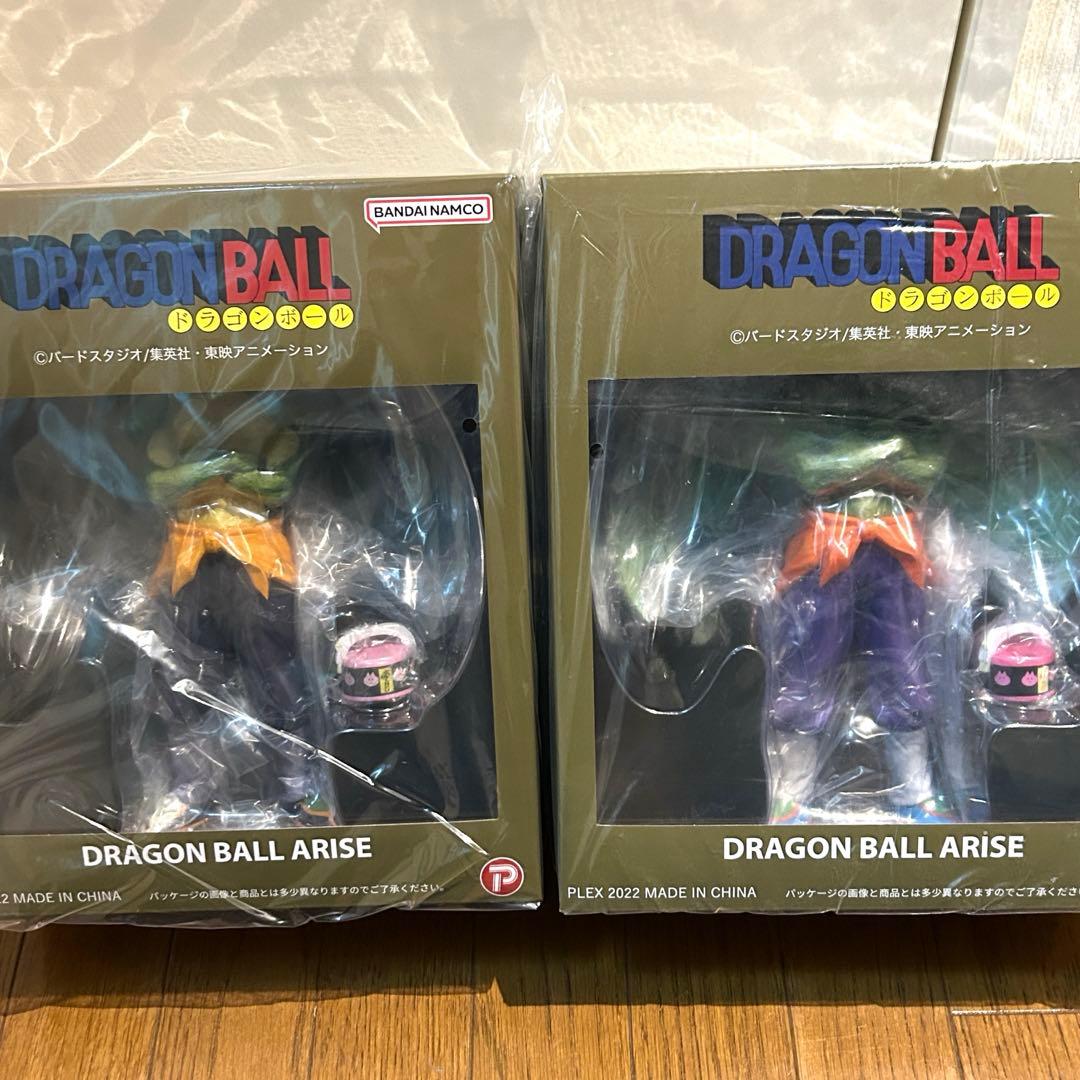 BANDAI NAMCO
DRAGON BALL
ドラゴンボール
©バードスタジオ/集英社・東映アニメーション
DRAGON BALL ARISE
22 MADE IN CHINA
パッケージの画像と商品とは多少異なりますのでご了承ください。
P
DRAGON BALL
ドラゴンボール
©バードスタジオ/集英社・東映アニメーション
DRAGON BALL ARISE
PLEX 2022 MADE IN CHINA
パッケージの画像と商品とは多少異なりますのでご了承くださ